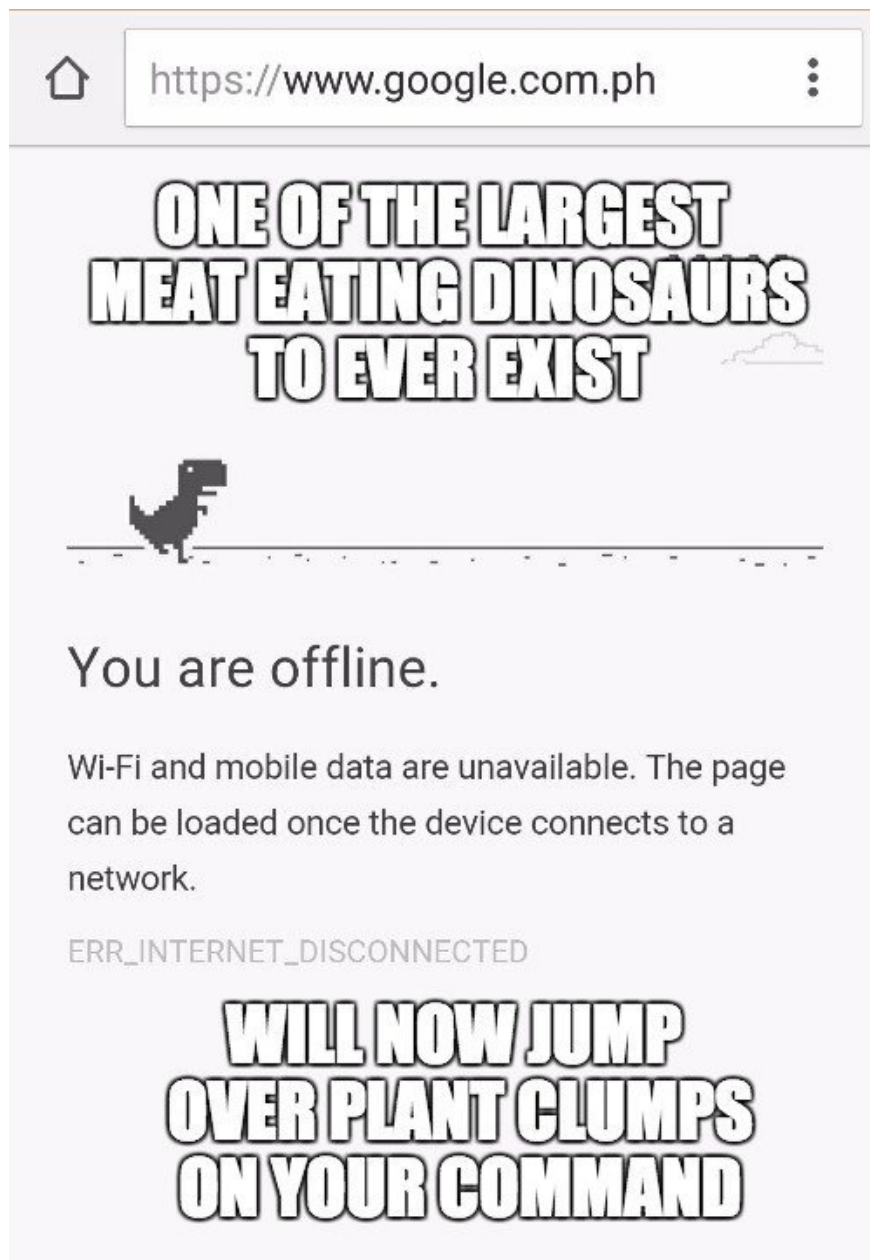 https://www.google.com.ph
ONE OF THE LARGEST
MEAT EATING DINOSAURS
TO EVER EXIST
You are offline.
Wi-Fi and mobile data are unavailable. The page
can be loaded once the device connects to a
network.
ERR_INTERNET_DISCONNECTED
WILL NOW JUMP
OVER PLANT CLUMPS
ON YOUR COMMAND